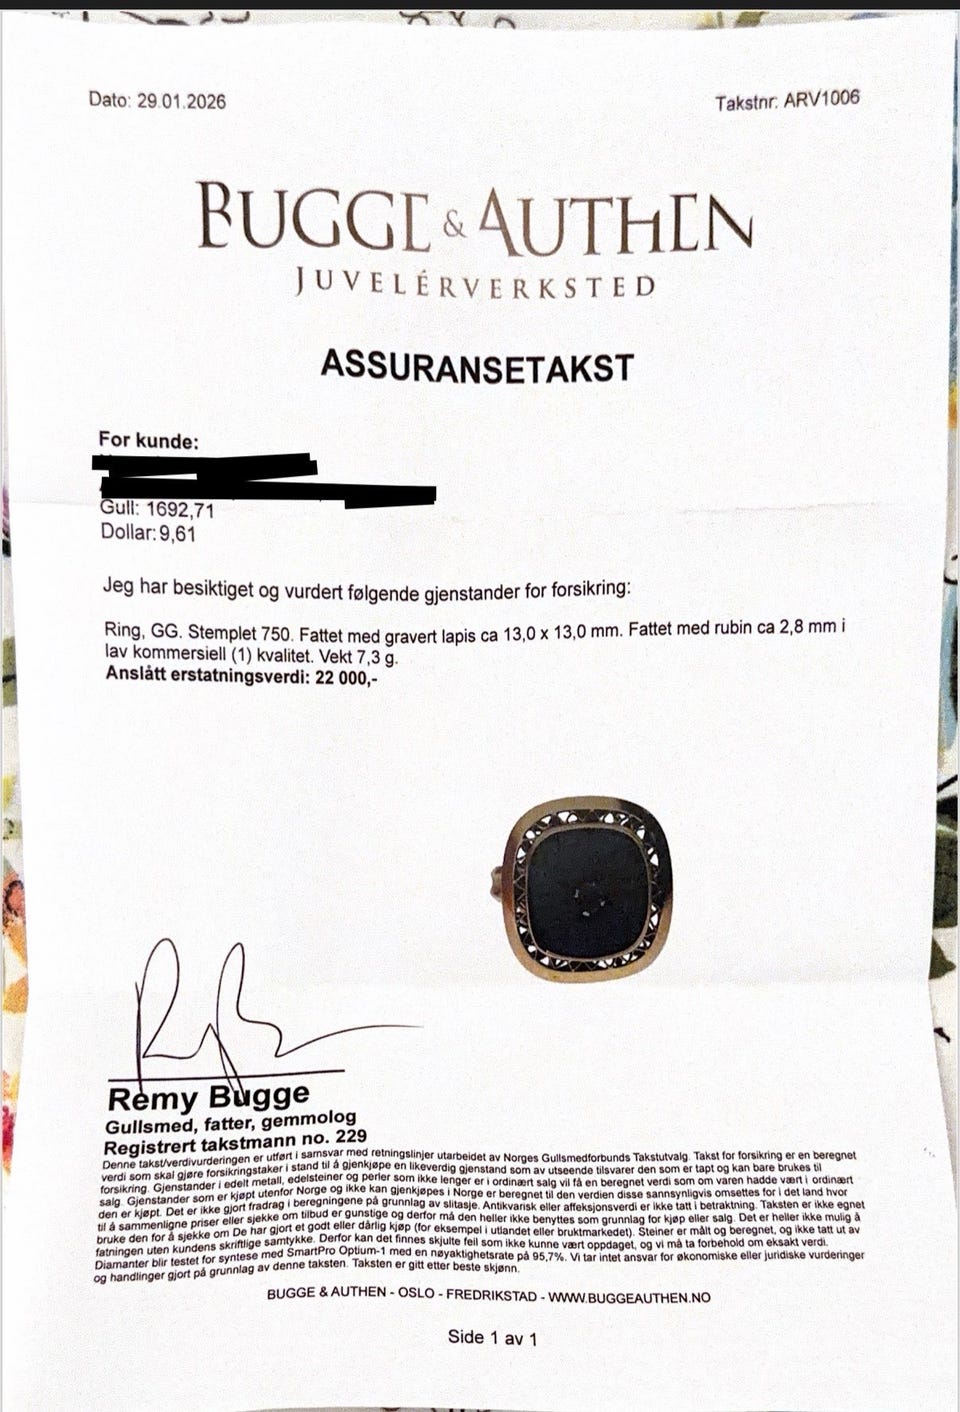 Dato: 29.01.2026
Takstnr: ARV1006
BUGGE & AUTHEN
JUVELÉRVERKSTED
ASSURANSETAKST
For kunde:
Gull: 1692,71
Dollar: 9,61
Jeg har besiktiget og vurdert følgende gjenstander for forsikring:
Ring, GG. Stemplet 750. Fattet med gravert lapis ca 13,0 x 13,0 mm. Fattet med rubin ca 2,8 mm i
lav kommersiell (1) kvalitet. Vekt 7,3 g.
Anslått erstatningsverdi: 22 000,-
Remy Bugge
Gullsmed, fatter, gemmolog
Registrert takstmann no. 229
Denne takst/verdivurderingen er utført i samsvar med retningslinjer utarbeidet av Norges Gullsmedforbunds Takstutvalg. Takst for forsikring er en beregnet
verdi som skal gjøre forsikringstaker i stand til å gjenkjøpe en likeverdig gjenstand som av utseende tilsvarer den som er tapt og kan bare brukes til
forsikring. Gjenstander i edelt metall, edelsteiner og perler som ikke lenger er i ordinært salg vil få en beregnet verdi som om varen hadde vært i ordinært
salg. Gjenstander som er kjøpt utenfor Norge og ikke kan gjenkjøpes i Norge er beregnet til den verdien disse sannsynligvis omsettes for i det land hvor
den er kjøpt. Det er ikke gjort fradrag i beregningene på grunnlag av slitasje. Antikvarisk eller affeksjonsverdi er ikke tatt i betraktning. Taksten er ikke egnet
til å sammenligne priser eller sjekke om tilbud er gunstige og derfor må den heller ikke benyttes som grunnlag for kjøp eller salg. Det er heller ikke mulig å
bruke den for å sjekke om De har gjort et godt eller dårlig kjøp (for eksempel i utlandet eller bruktmarkedet). Steiner er målt og beregnet, og ikke tatt ut av
fatningen uten kundens skriftlige samtykke. Derfor kan det finnes skjulte feil som ikke kunne vært oppdaget, og vi må ta forbehold om eksakt verdi.
Diamanter blir testet for syntese med SmartPro Optium-1 med en nøyaktighetsrate på 95,7%. Vi tar intet ansvar for økonomiske eller juridiske vurderinger
og handlinger gjort på grunnlag av denne taksten. Taksten er gitt etter beste skjønn.
BUGGE & AUTHEN - OSLO - FREDRIKSTAD - WWW.BUGGEAUTHEN.NO
Side 1 av 1